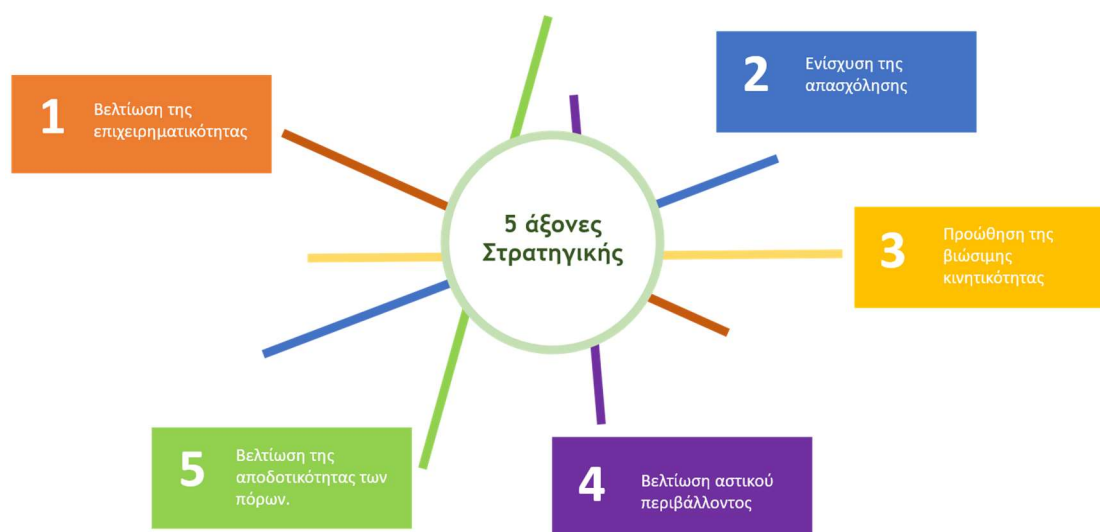 5 άξονες
Στρατηγικής
1
Βελτίωση της
επιχειρηματικότητας
2
Ενίσχυση της
απασχόλησης
3
Προώθηση της
βιώσιμης
κινητικότητας
4
Βελτίωση αστικού
περιβάλλοντος
5
Βελτίωση της
αποδοτικότητας των
πόρων.